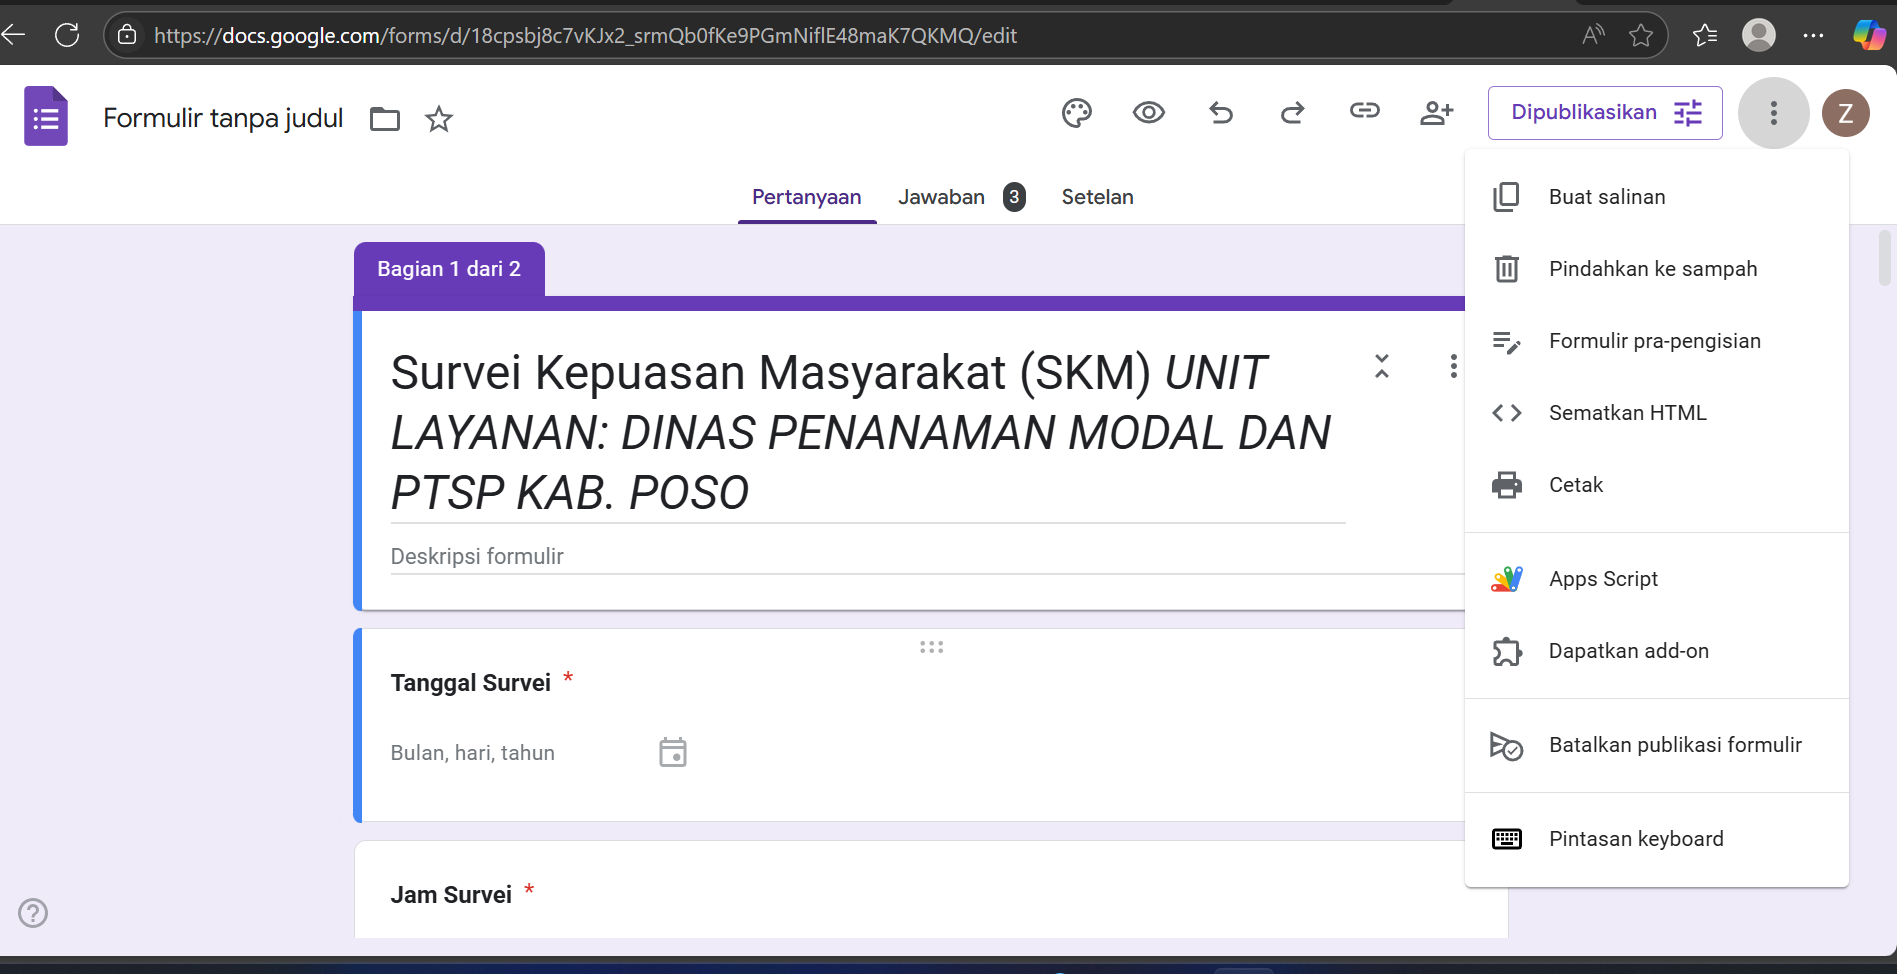 https://docs.google.com/forms/d/18cpsbj8c7vKJx2_srmQb0fKe9PGmNiflE48maK7QKMQ/edit
Formulir tanpa judul
Dipublikasikan
Z
Pertanyaan
Jawaban 3
Setelan
Bagian 1 dari 2
Survei Kepuasan Masyarakat (SKM) UNIT
LAYANAN: DINAS PENANAMAN MODAL DAN
PTSP KAB. POSO
Deskripsi formulir
Tanggal Survei *
Bulan, hari, tahun
Jam Survei *
Buat salinan
Pindahkan ke sampah
Formulir pra-pengisian
Sematkan HTML
Cetak
Apps Script
Dapatkan add-on
Batalkan publikasi formulir
Pintasan keyboard